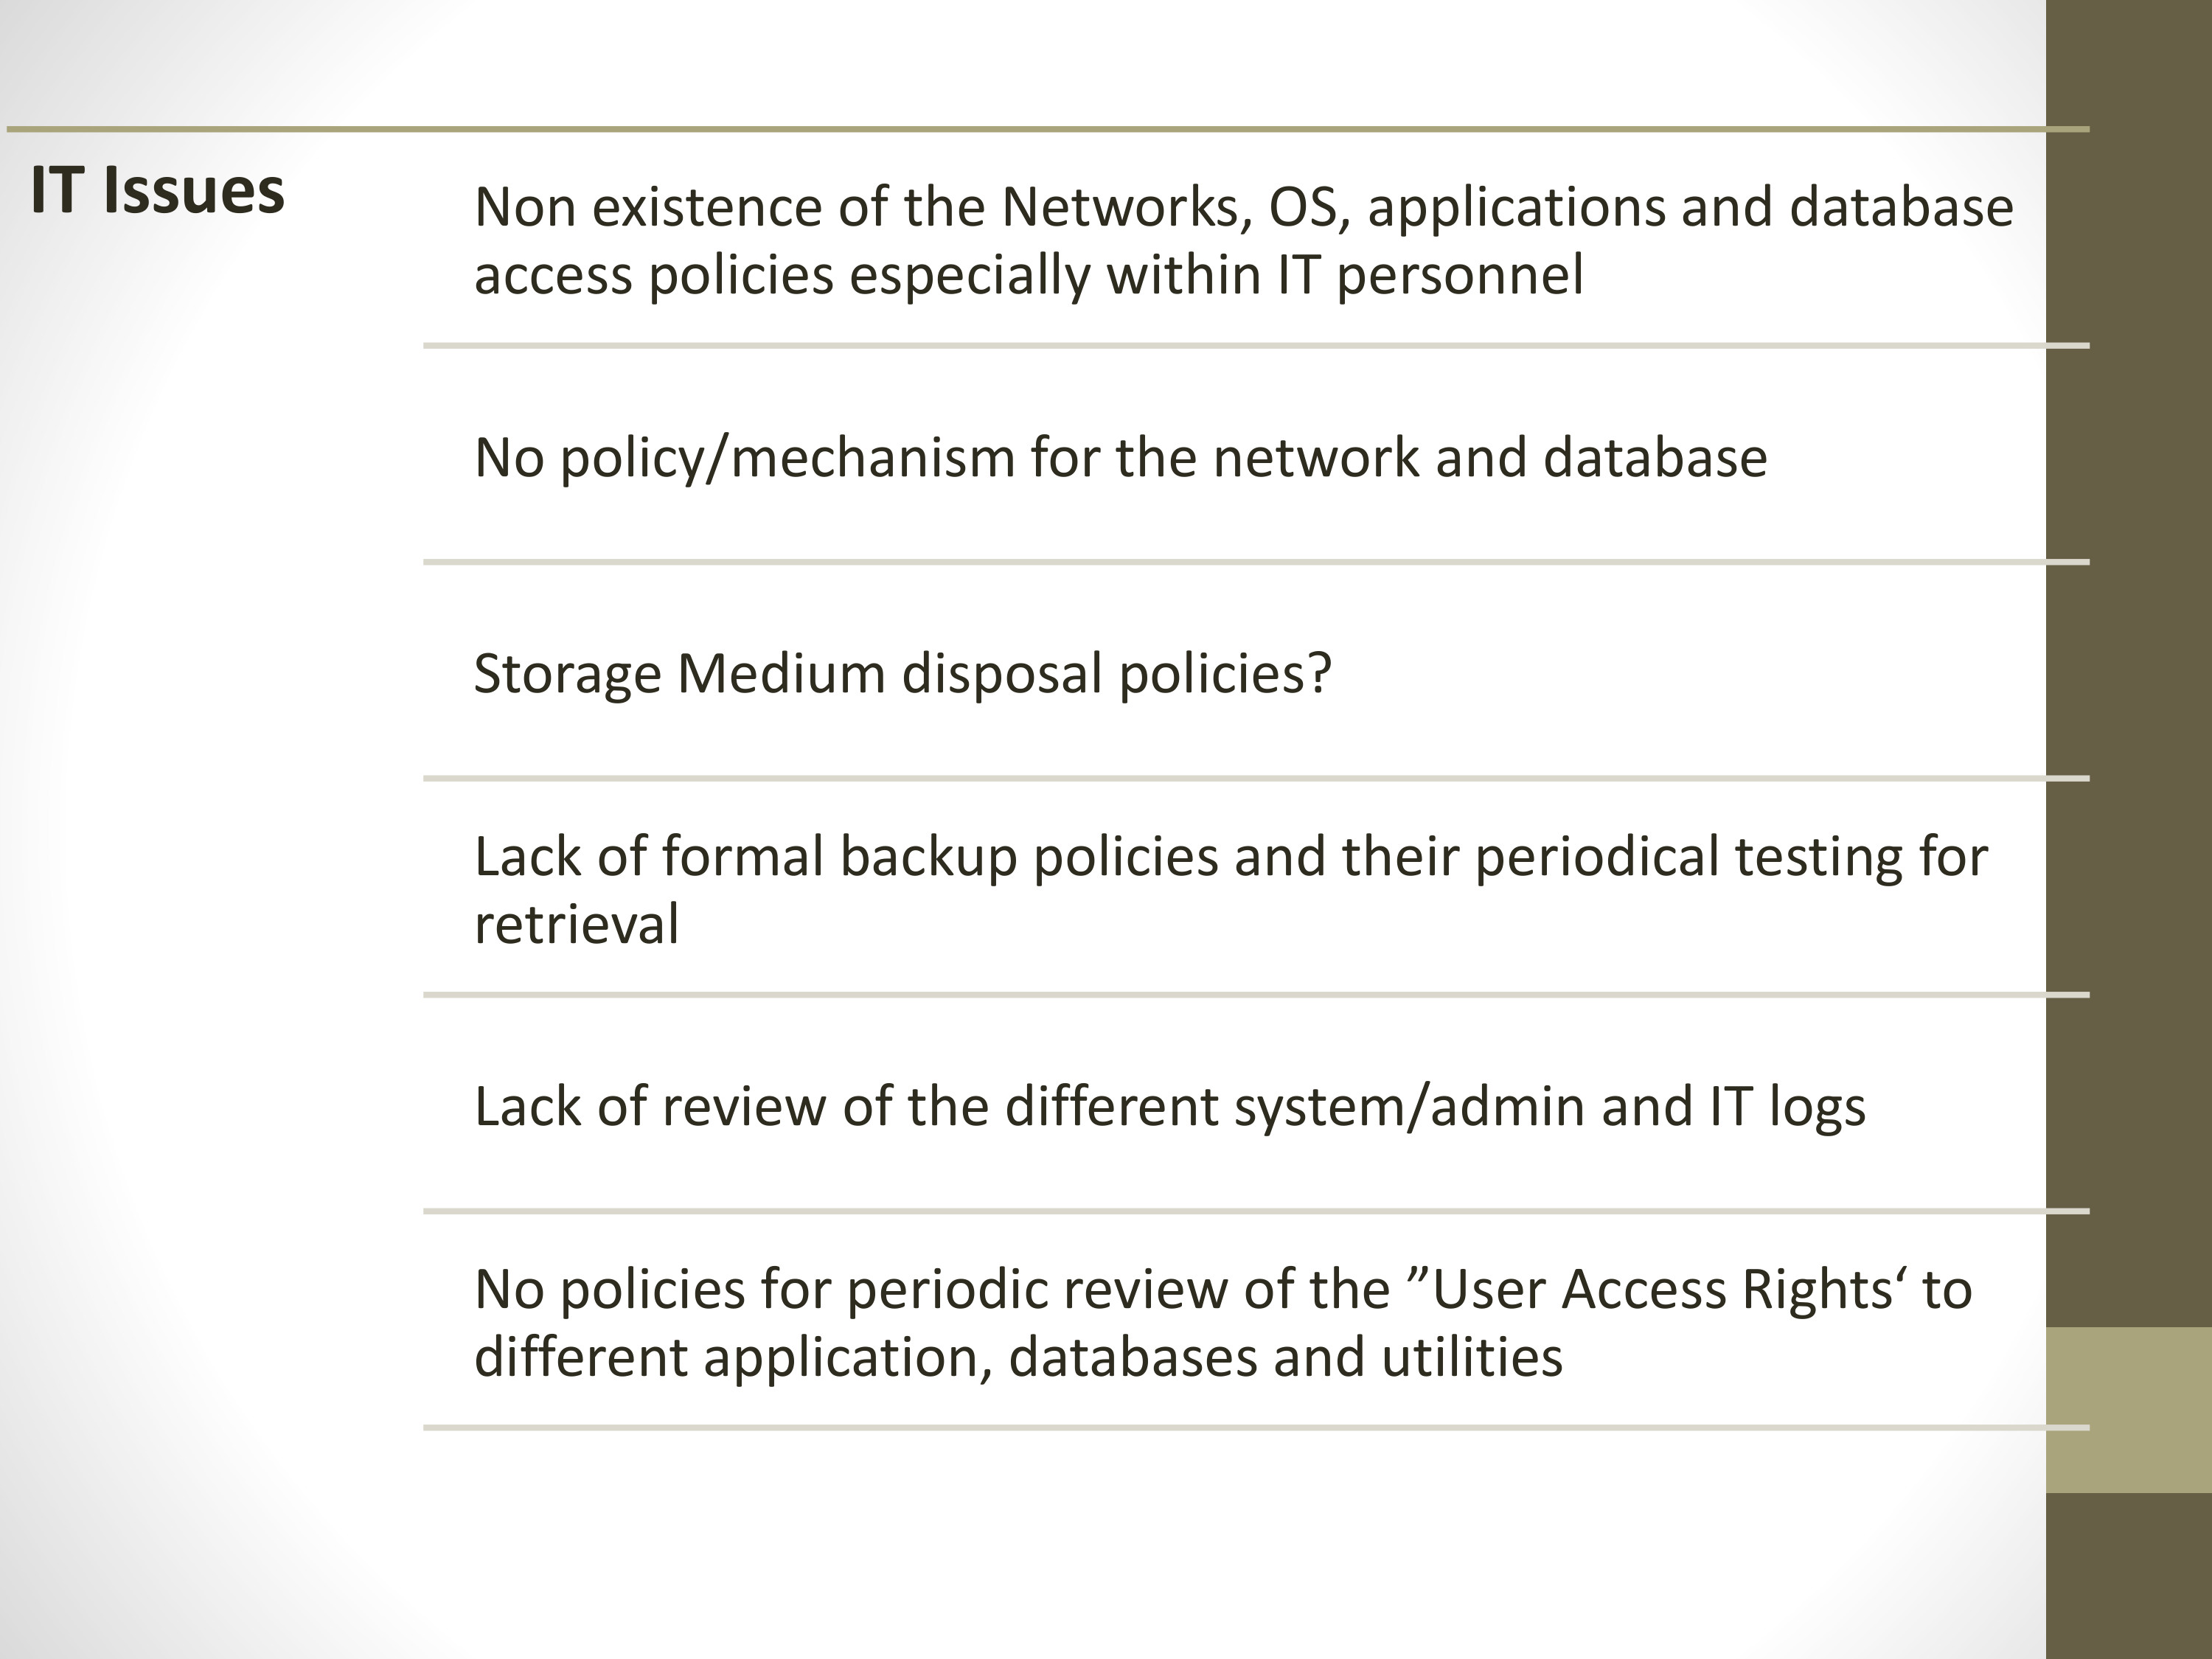 IT Issues
Non existence of the Networks, OS, applications and database
access policies especially within IT personnel
No policy/mechanism for the network and database
Storage Medium disposal policies?
Lack of formal backup policies and their periodical testing for
retrieval
Lack of review of the different system/admin and IT logs
No policies for periodic review of the ”User Access Rights‘ to
different application, databases and utilities